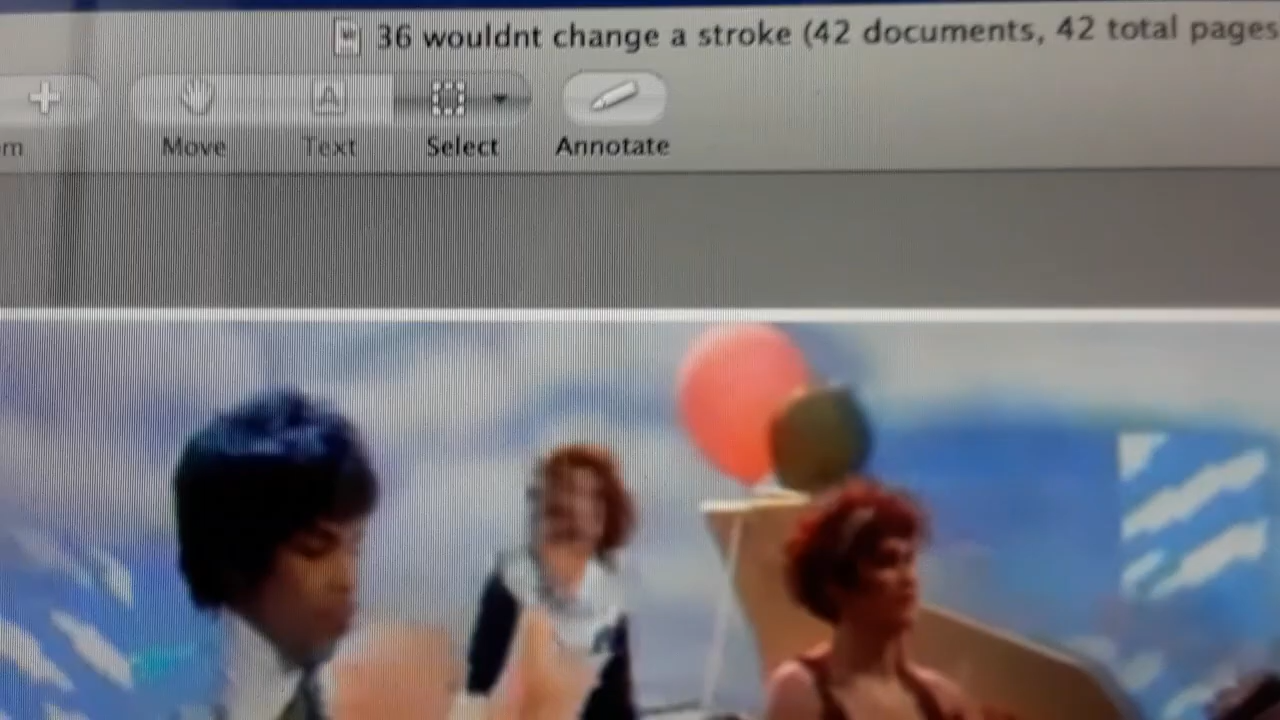 36 wouldnt change a stroke (42 documents, 42 total pages
Move Text Select Annotate